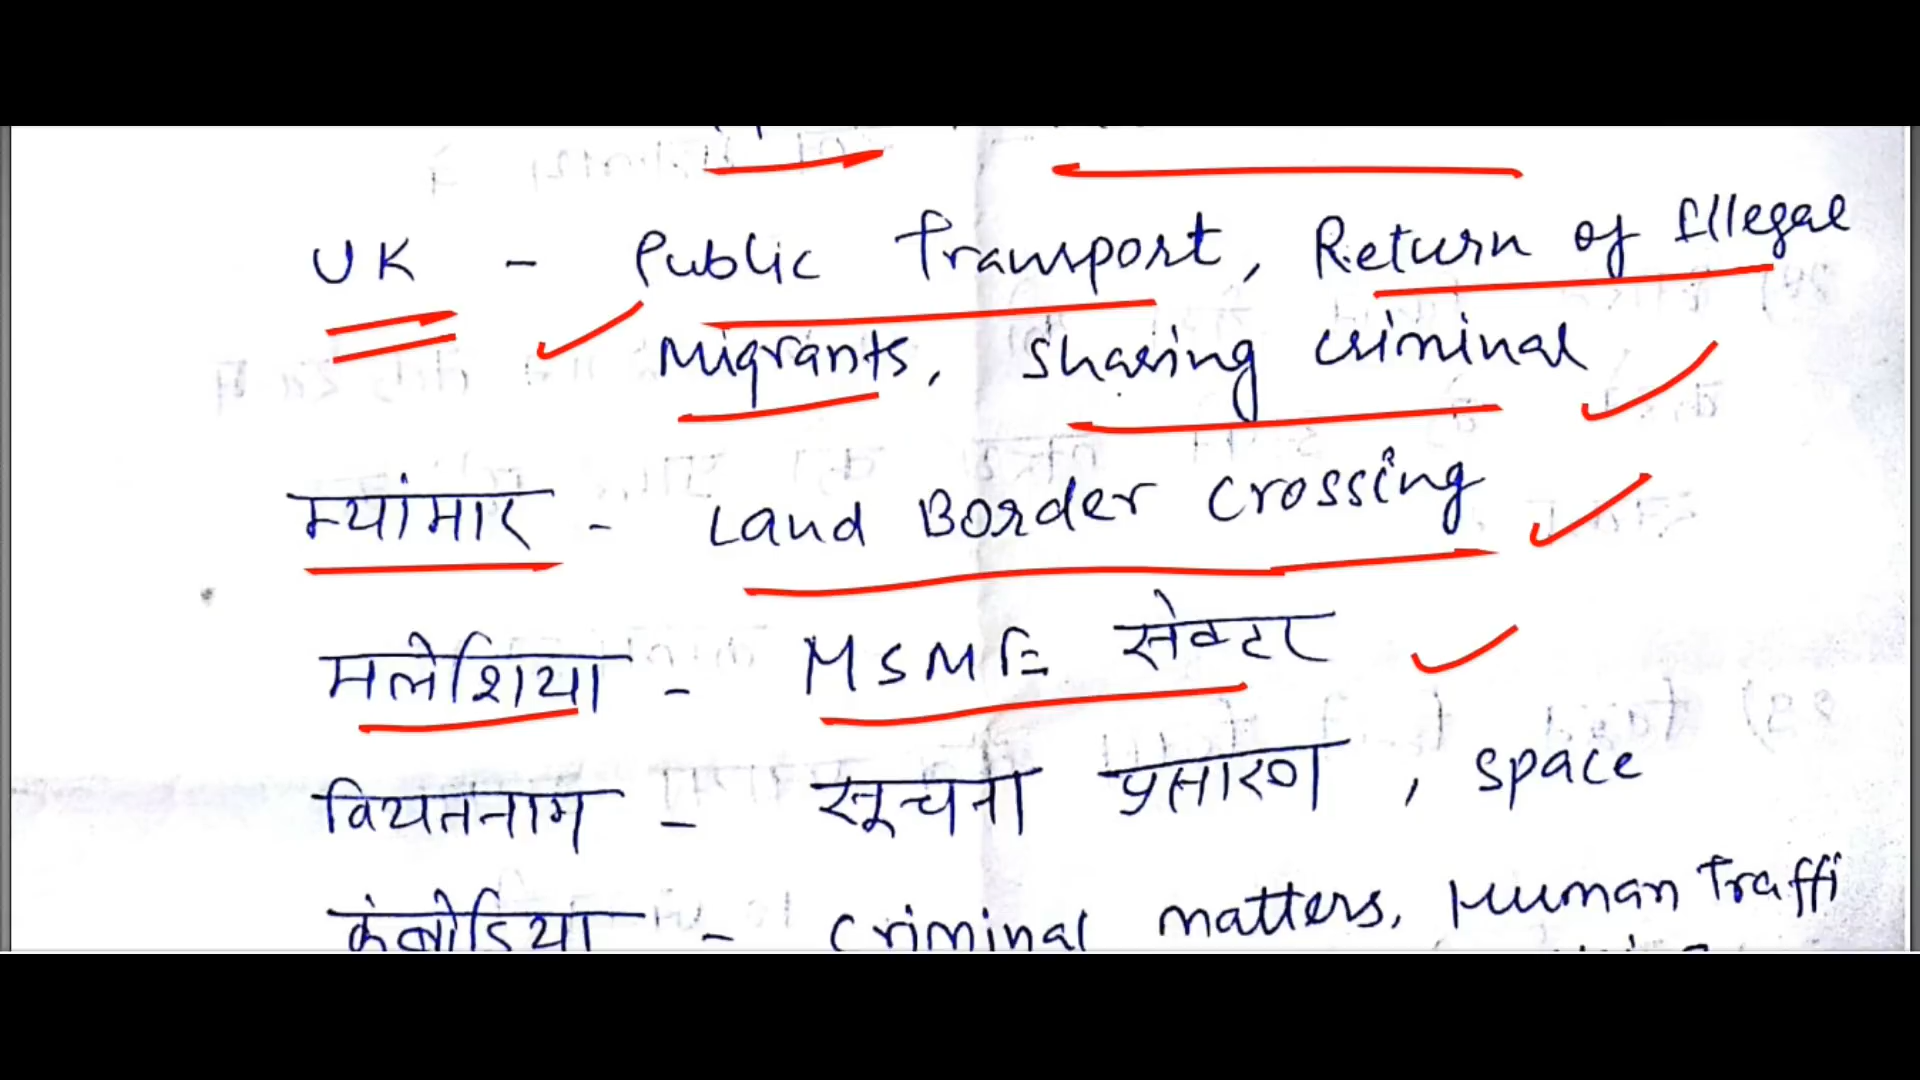 UK - Public Transport, Return of Illegal
Migrants, Sharing criminal
म्यांमार - Land Border Crossing
मलेशिया - MSME सेक्टर
वियतनाम - सूचना प्रसारण, space
कंबोडिया - Criminal matters, Human Traffi